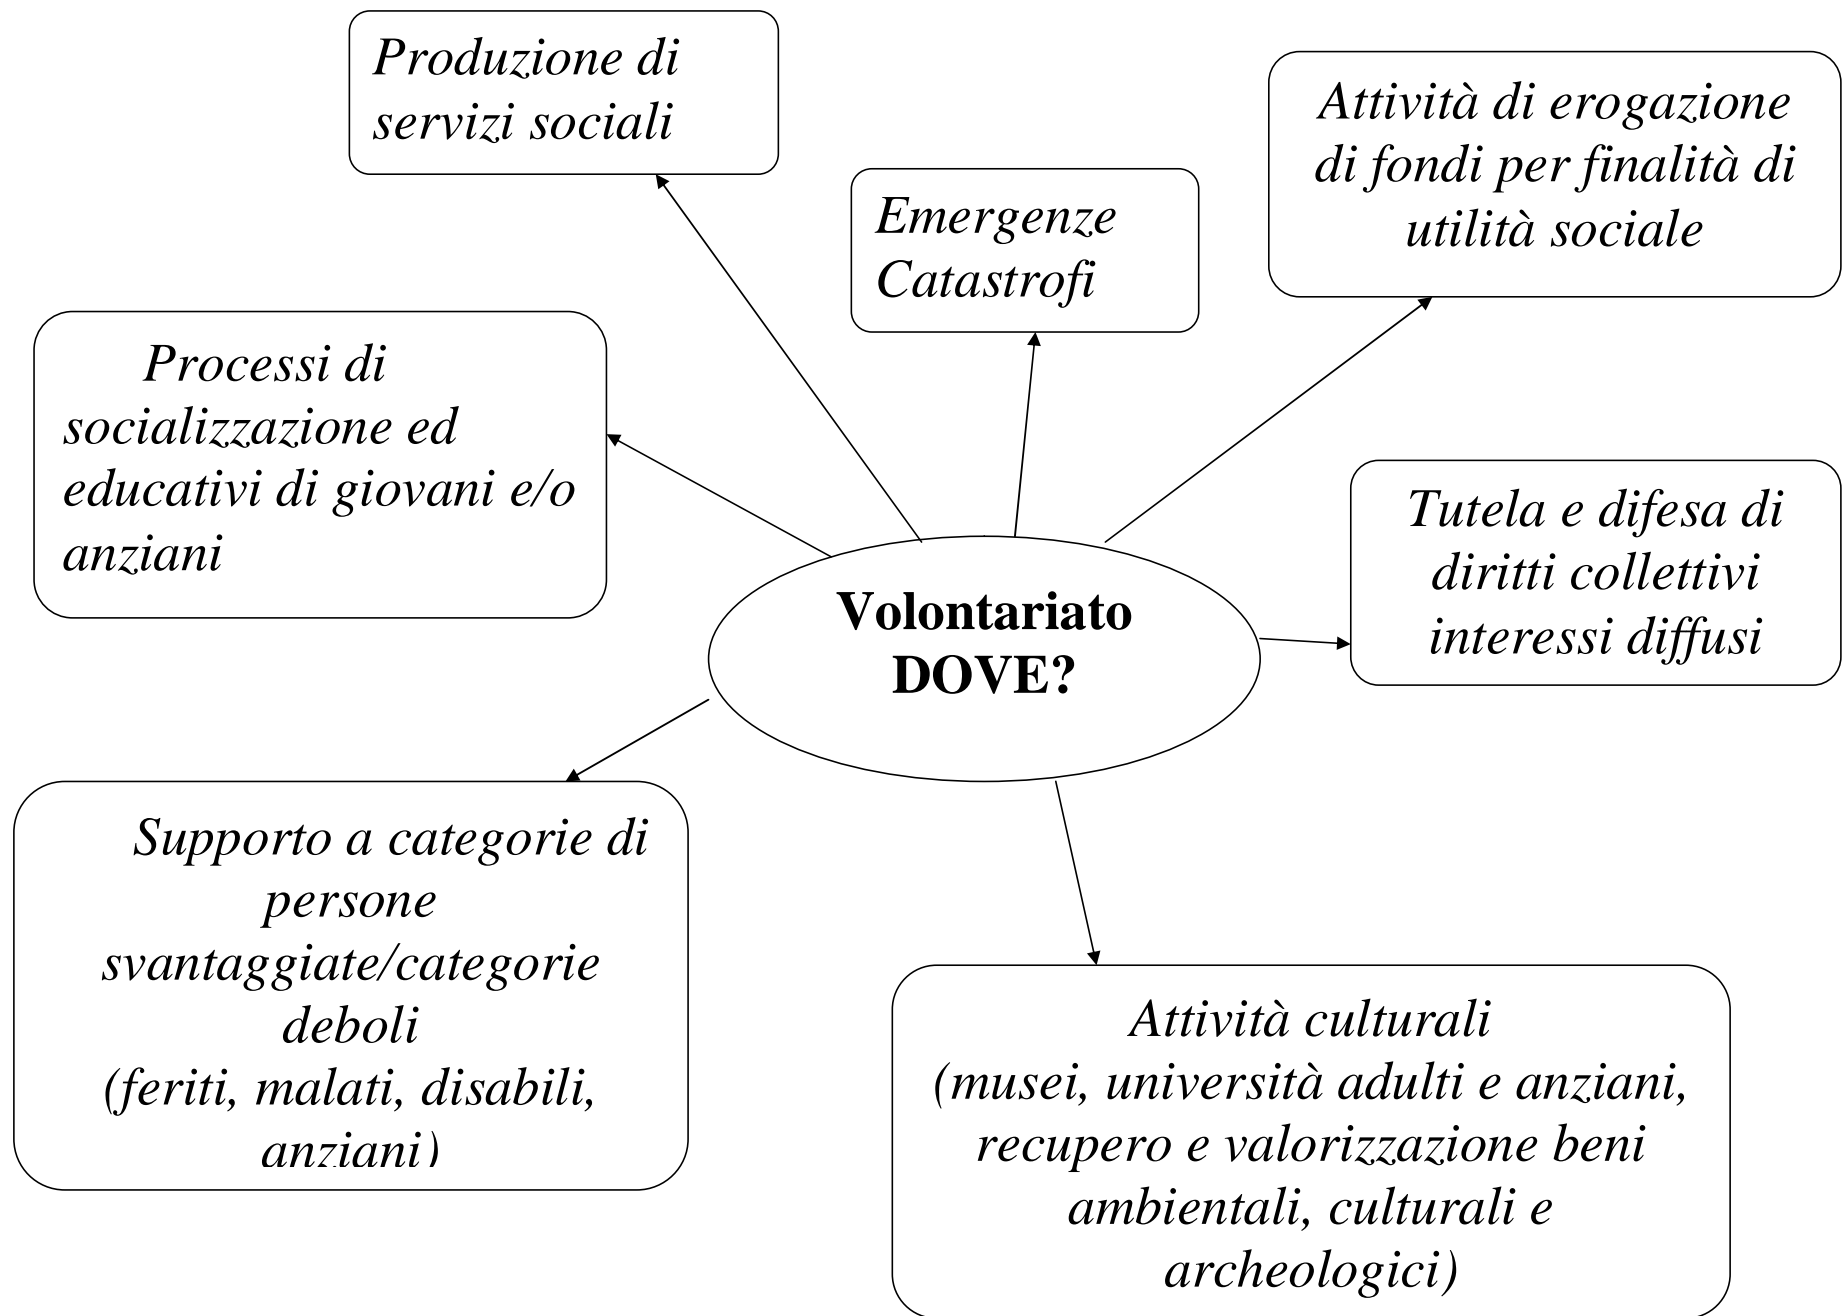 Produzione di
servizi sociali
Attività di erogazione
di fondi per finalità di
utilità sociale
Emergenze
Catastrofi
Processi di
socializzazione ed
educativi di giovani e/o
anziani
Tutela e difesa di
diritti collettivi
interessi diffusi
Volontariato
DOVE?
Supporto a categorie di
persone
svantaggiate/categorie
deboli
(feriti, malati, disabili,
anziani)
Attività culturali
(musei, università adulti e anziani,
recupero e valorizzazione beni
ambientali, culturali e
archeologici)